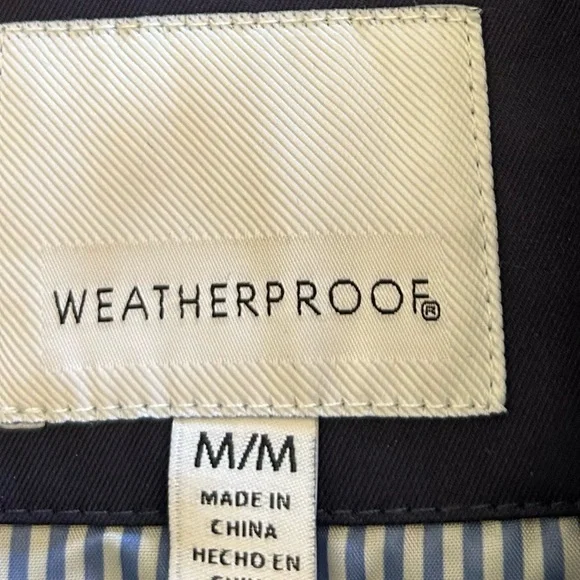 WEATHERPROOF®
M/M
MADE IN
CHINA
HECHO EN